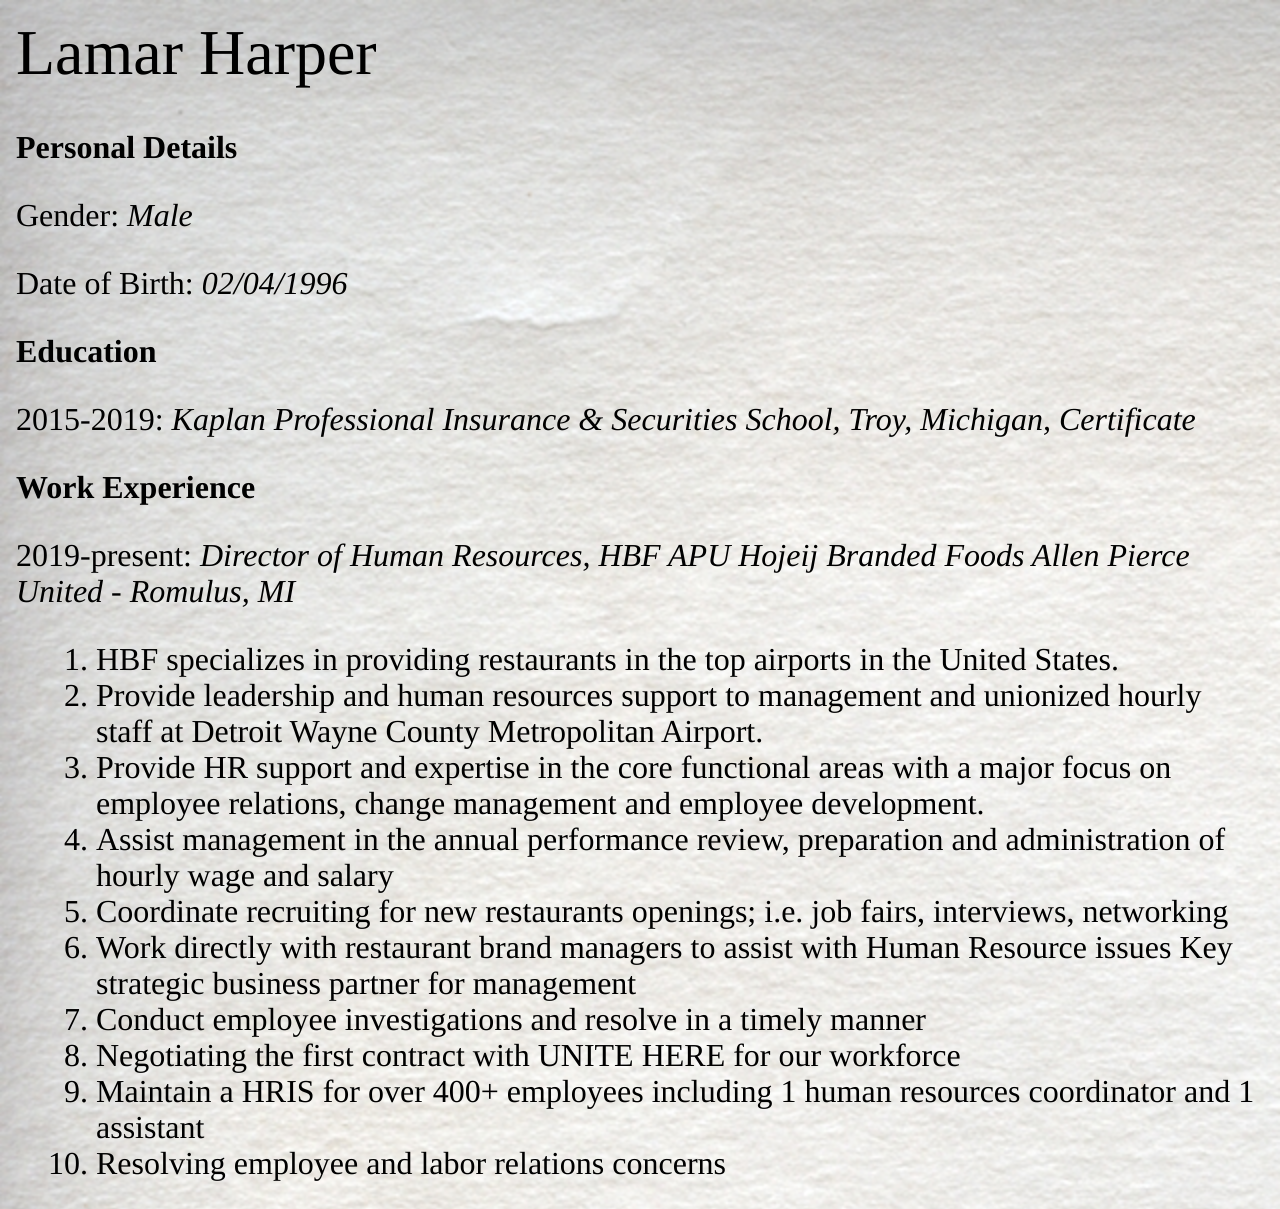 Lamar Harper
Personal Details
Gender: Male
Date of Birth: 02/04/1996
Education
2015-2019: Kaplan Professional Insurance & Securities School, Troy, Michigan, Certificate
Work Experience
2019-present: Director of Human Resources, HBF APU Hojeij Branded Foods Allen Pierce
United - Romulus, MI
1. HBF specializes in providing restaurants in the top airports in the United States.
2. Provide leadership and human resources support to management and unionized hourly
staff at Detroit Wayne County Metropolitan Airport.
3. Provide HR support and expertise in the core functional areas with a major focus on
employee relations, change management and employee development.
4. Assist management in the annual performance review, preparation and administration of
hourly wage and salary
5. Coordinate recruiting for new restaurants openings; i.e. job fairs, interviews, networking
6. Work directly with restaurant brand managers to assist with Human Resource issues Key
strategic business partner for management
7. Conduct employee investigations and resolve in a timely manner
8. Negotiating the first contract with UNITE HERE for our workforce
9. Maintain a HRIS for over 400+ employees including 1 human resources coordinator and 1
assistant
10. Resolving employee and labor relations concerns